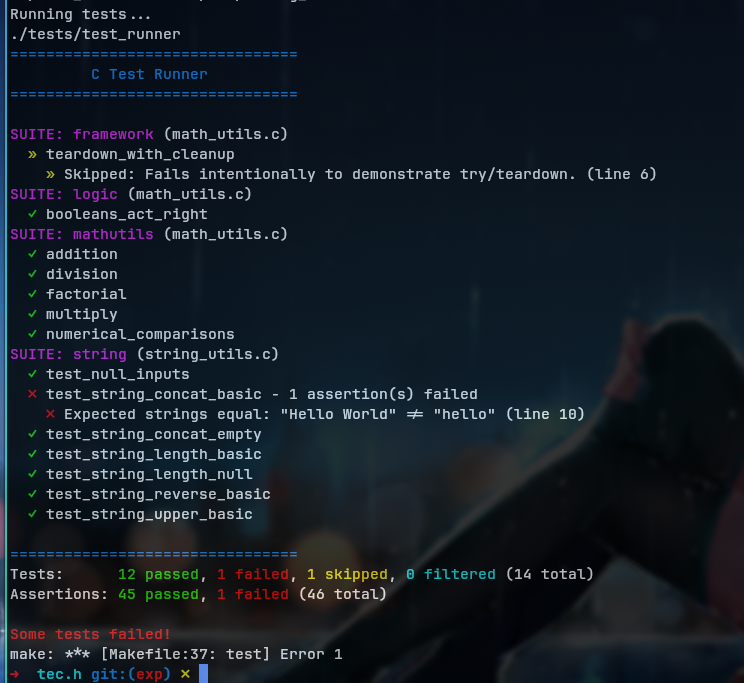 Running tests...
./tests/test_runner
================================
C Test Runner
================================
SUITE: framework (math_utils.c)
» teardown_with_cleanup
» Skipped: Fails intentionally to demonstrate try/teardown. (line 6)
SUITE: logic (math_utils.c)
✓ booleans_act_right
SUITE: mathutils (math_utils.c)
✓ addition
✓ division
✓ factorial
✓ multiply
✓ numerical_comparisons
SUITE: string (string_utils.c)
✓ test_null_inputs
✗ test_string_concat_basic - 1 assertion(s) failed
✗ Expected strings equal: "Hello World" != "hello" (line 10)
✓ test_string_concat_empty
✓ test_string_length_basic
✓ test_string_length_null
✓ test_string_reverse_basic
✓ test_string_upper_basic
================================
Tests: 12 passed, 1 failed, 1 skipped, 0 filtered (14 total)
Assertions: 45 passed, 1 failed (46 total)
Some tests failed!
make: *** [Makefile:37: test] Error 1
➜ tec.h git:(exp) ✗